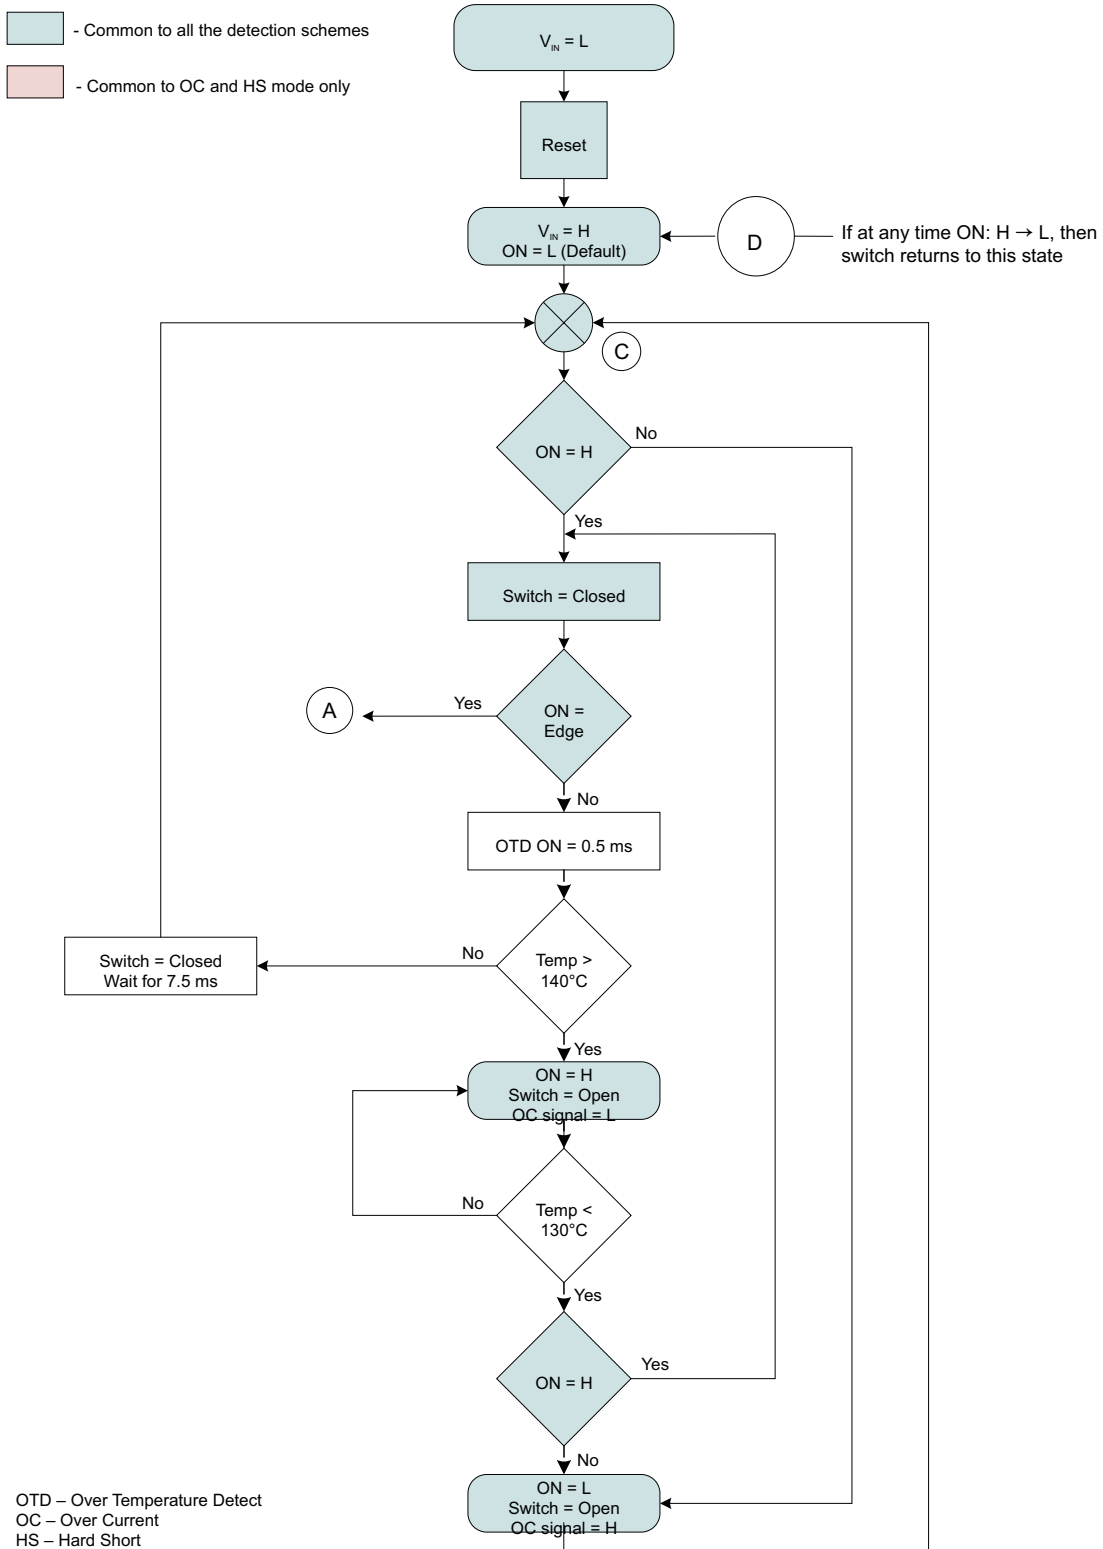 - Common to all the detection schemes
- Common to OC and HS mode only
VIN = L
Reset
VIN = H
ON = L (Default)
D
If at any time ON: H → L, then
switch returns to this state
C
ON = H
No
Yes
Switch = Closed
A
Yes
ON =
Edge
No
OTD ON = 0.5 ms
Switch = Closed
Wait for 7.5 ms
No
Temp >
140°C
Yes
ON = H
Switch = Open
OC signal = L
No
Temp <
130°C
Yes
ON = H
Yes
No
ON = L
Switch = Open
OC signal = H
OTD – Over Temperature Detect
OC – Over Current
HS – Hard Short